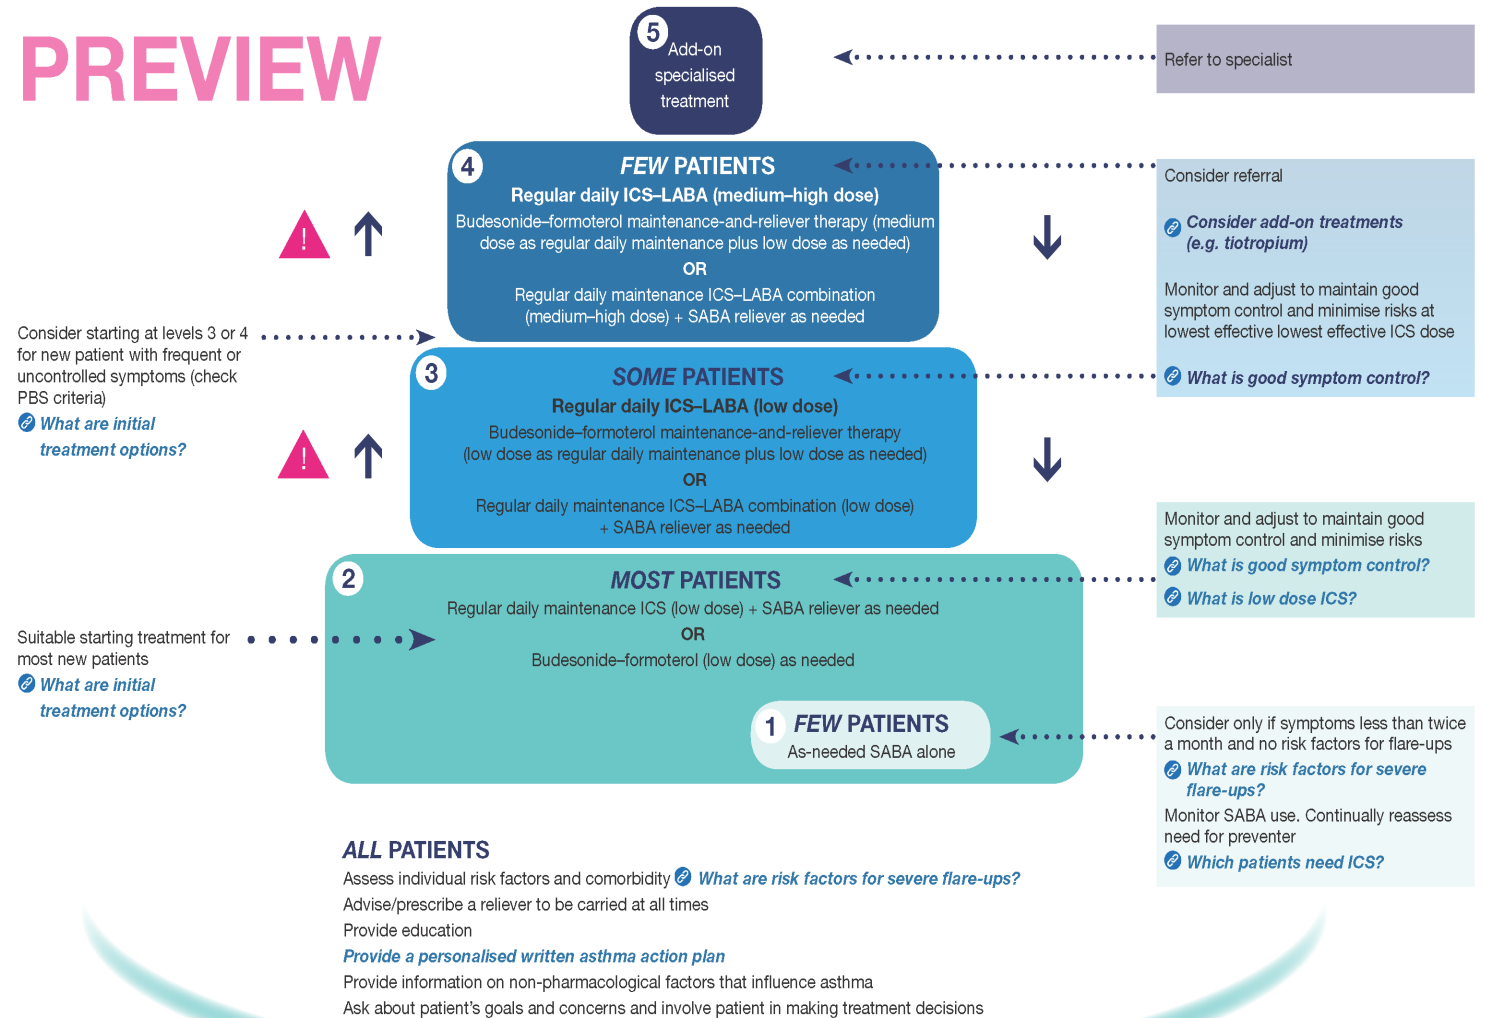 PREVIEW
5
Add-on
specialised
treatment
Refer to specialist
4
FEW PATIENTS
Regular daily ICS–LABA (medium–high dose)
Budesonide–formoterol maintenance-and-reliever therapy (medium
dose as regular daily maintenance plus low dose as needed)
OR
Regular daily maintenance ICS–LABA combination
(medium–high dose) + SABA reliever as needed
!
Consider referral
Consider add-on treatments
(e.g. tiotropium)
Monitor and adjust to maintain good
symptom control and minimise risks at
lowest effective lowest effective ICS dose
What is good symptom control?
Consider starting at levels 3 or 4
for new patient with frequent or
uncontrolled symptoms (check
PBS criteria)
What are initial
treatment options?
3
SOME PATIENTS
Regular daily ICS–LABA (low dose)
Budesonide–formoterol maintenance-and-reliever therapy
(low dose as regular daily maintenance plus low dose as needed)
OR
Regular daily maintenance ICS–LABA combination (low dose)
+ SABA reliever as needed
!
Monitor and adjust to maintain good
symptom control and minimise risks
What is good symptom control?
What is low dose ICS?
2
MOST PATIENTS
Regular daily maintenance ICS (low dose) + SABA reliever as needed
OR
Budesonide–formoterol (low dose) as needed
Suitable starting treatment for
most new patients
What are initial
treatment options?
1
FEW PATIENTS
As-needed SABA alone
Consider only if symptoms less than twice
a month and no risk factors for flare-ups
What are risk factors for severe
flare-ups?
Monitor SABA use. Continually reassess
need for preventer
Which patients need ICS?
ALL PATIENTS
Assess individual risk factors and comorbidity What are risk factors for severe flare-ups?
Advise/prescribe a reliever to be carried at all times
Provide education
Provide a personalised written asthma action plan
Provide information on non-pharmacological factors that influence asthma
Ask about patient's goals and concerns and involve patient in making treatment decisions